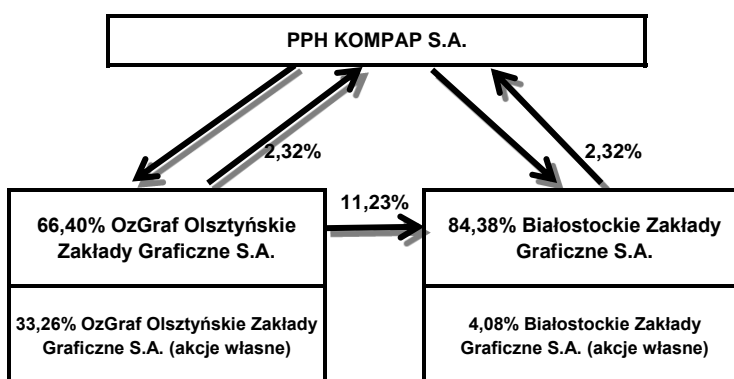 PPH KOMPAP S.A.
2,32%
2,32%
11,23%
66,40% OzGraf Olsztyńskie
Zakłady Graficzne S.A.
84,38% Białostockie Zakłady
Graficzne S.A.
33,26% OzGraf Olsztyńskie Zakłady
Graficzne S.A. (akcje własne)
4,08% Białostockie Zakłady
Graficzne S.A. (akcje własne)